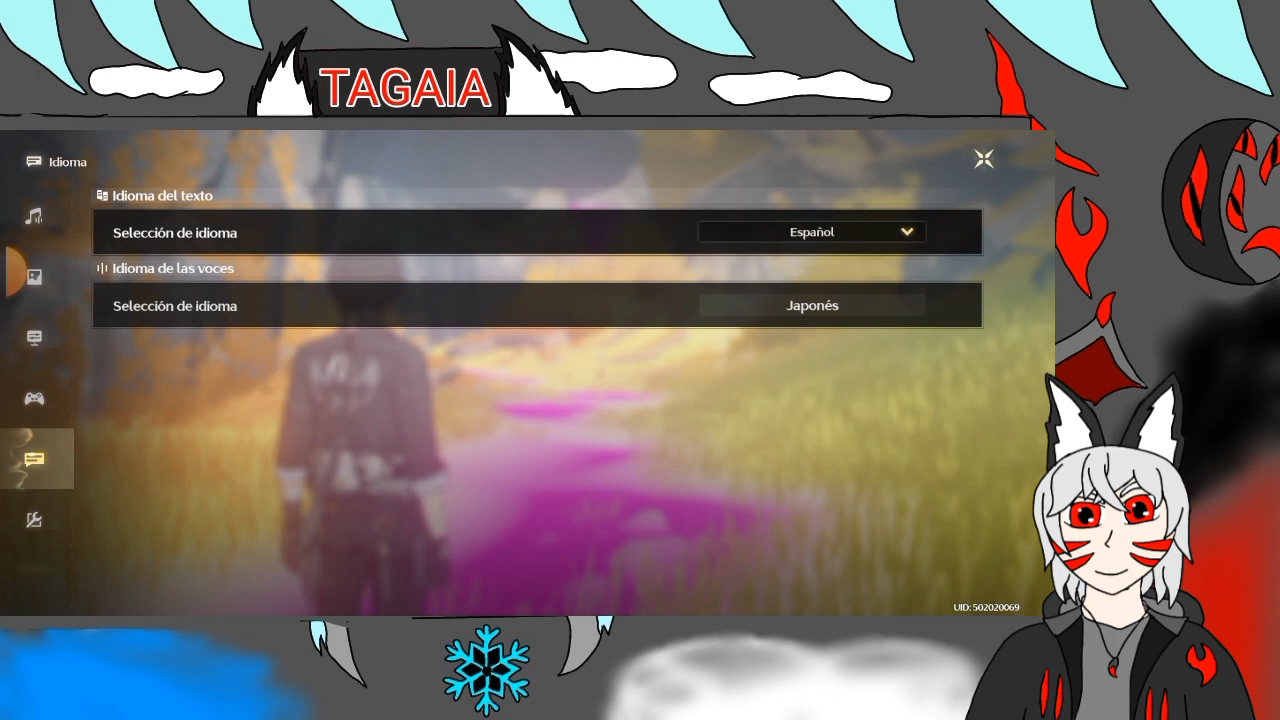 TAGAIA
Idioma
Idioma del texto
Selección de idioma
Español
Idioma de las voces
Selección de idioma
Japonés
UID: 502020069